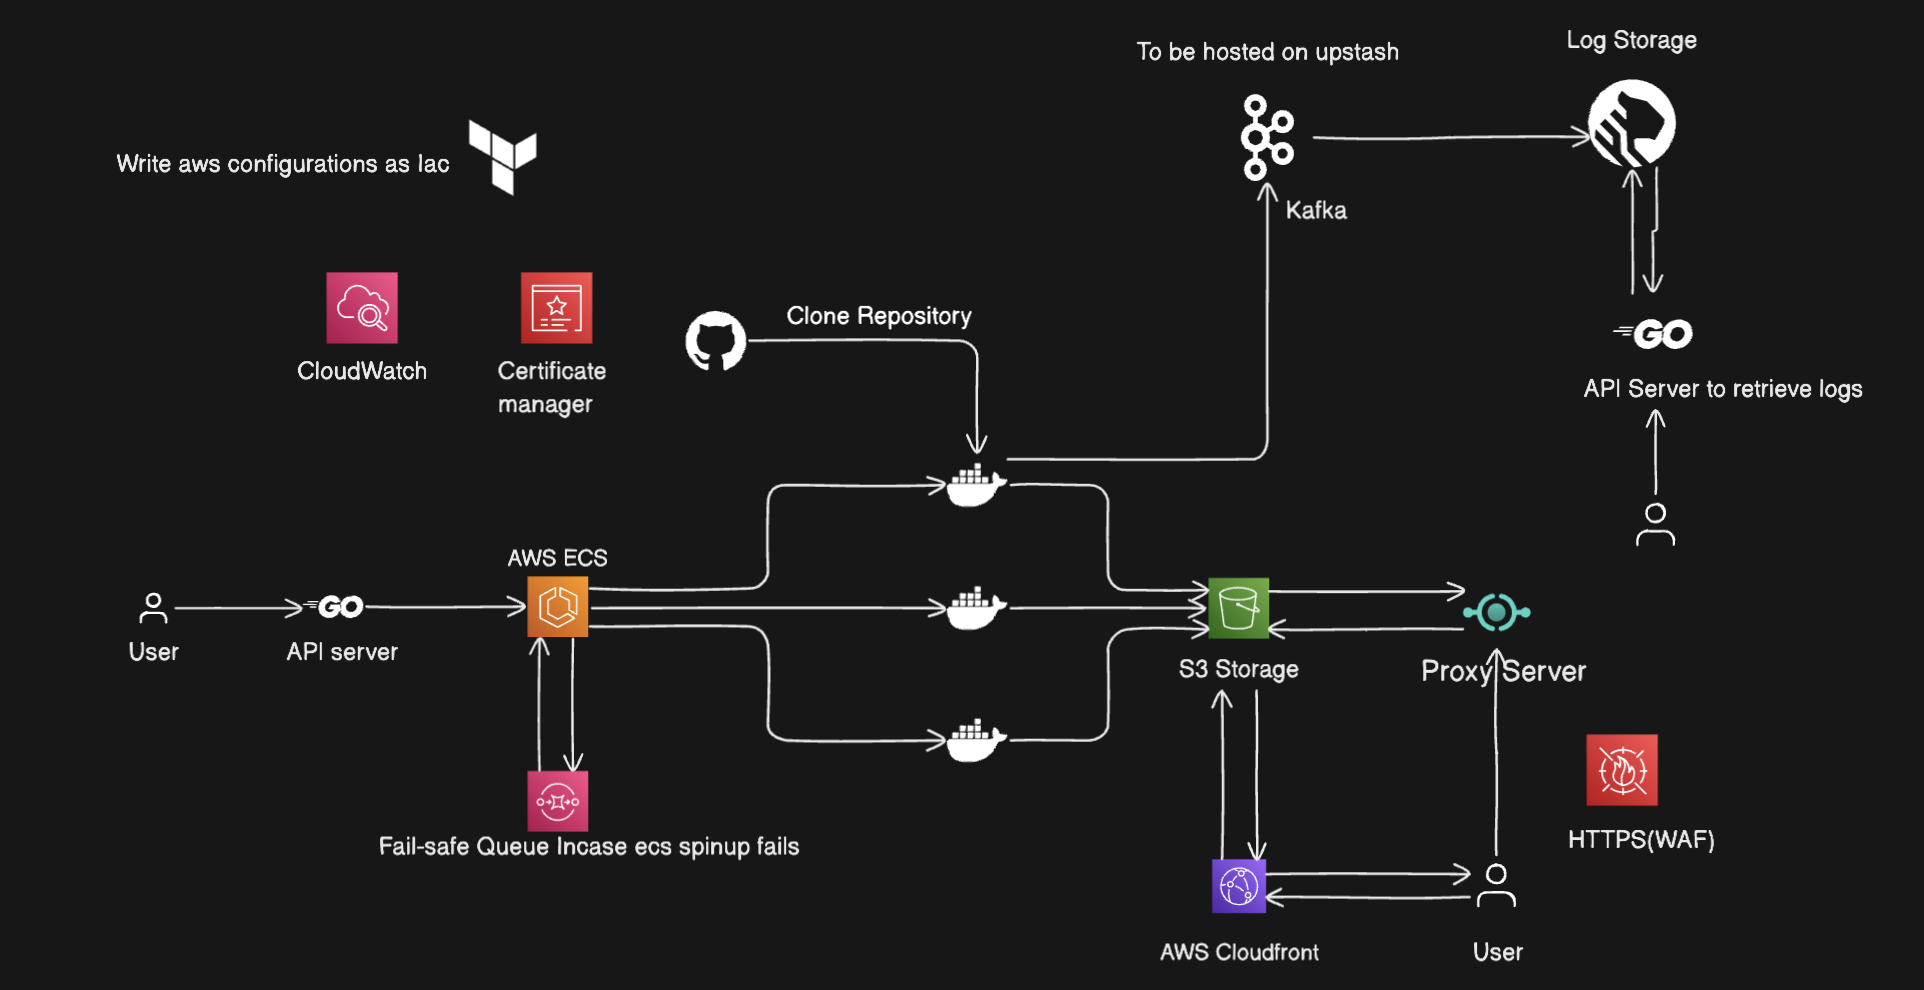 To be hosted on upstash
Log Storage
Write aws configurations as Iac
Kafka
Clone Repository
CloudWatch
Certificate
manager
GO
API Server to retrieve logs
AWS ECS
GO
User
API server
S3 Storage
Proxy Server
Fail-safe Queue Incase ecs spinup fails
HTTPS(WAF)
AWS Cloudfront
User